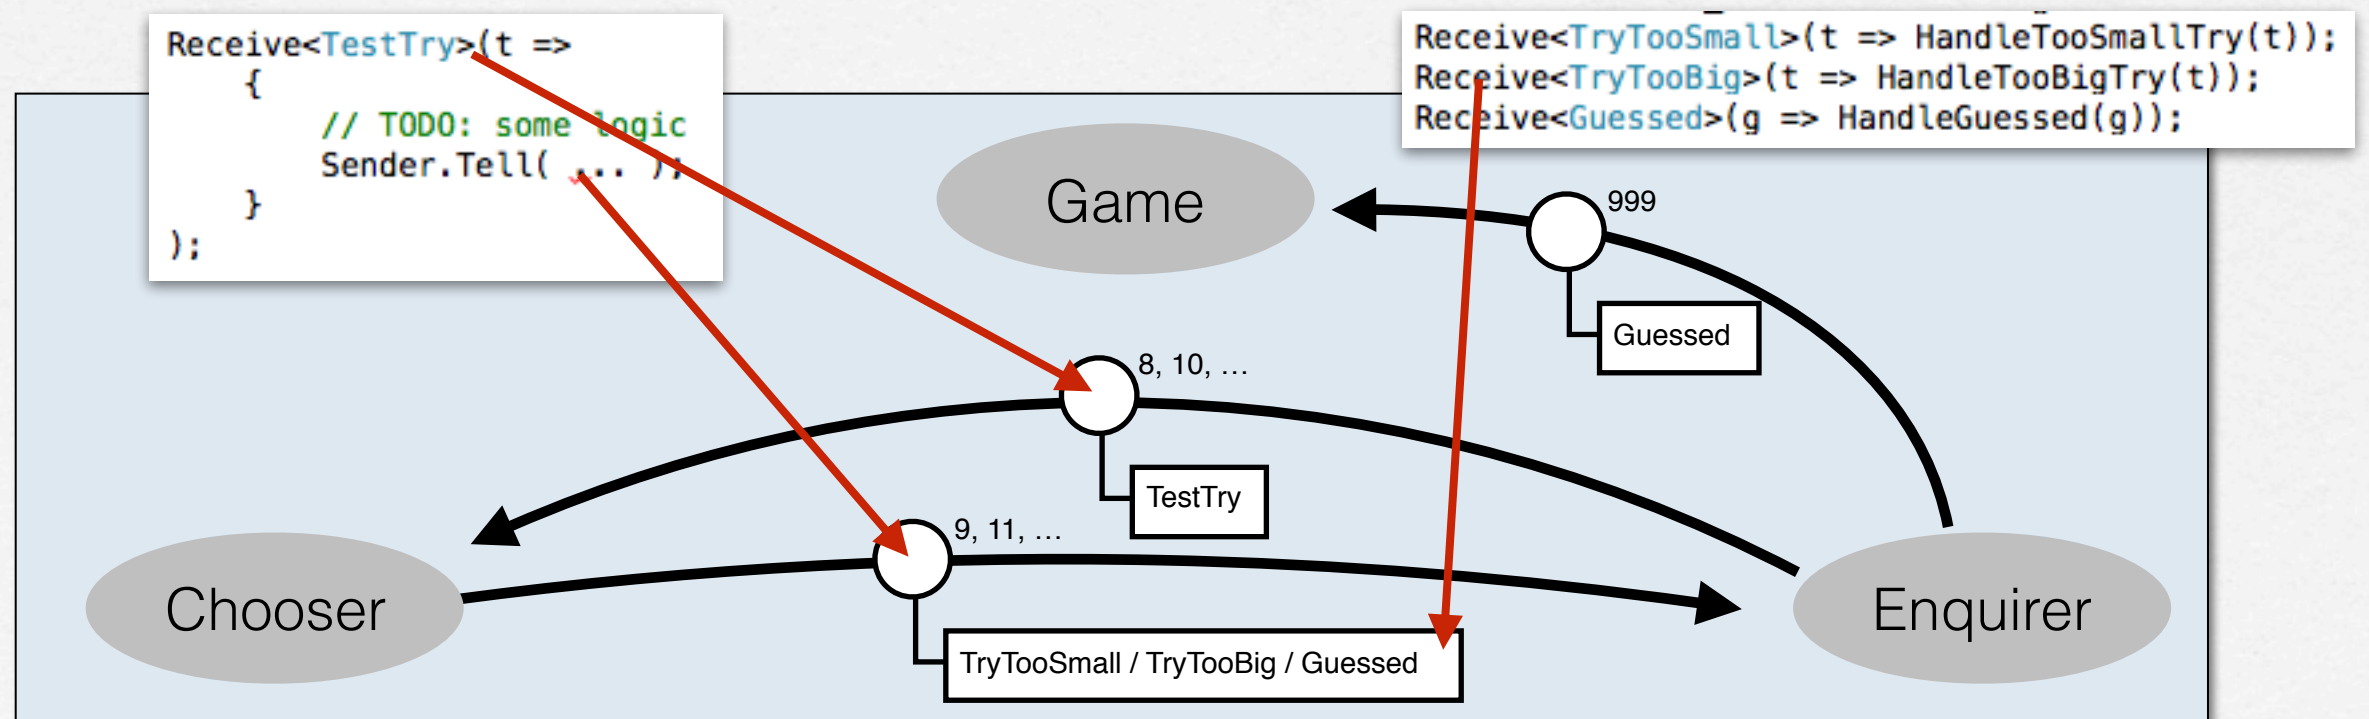 Receive<TestTry>(t =>
{
// TODO: some logic
Sender.Tell( ... );
}
);
Receive<TryTooSmall>(t => HandleTooSmallTry(t));
Receive<TryTooBig>(t => HandleTooBigTry(t));
Receive<Guessed>(g => HandleGuessed(g));
Game
999
Guessed
8, 10, …
TestTry
9, 11, …
Chooser
Enquirer
TryTooSmall / TryTooBig / Guessed